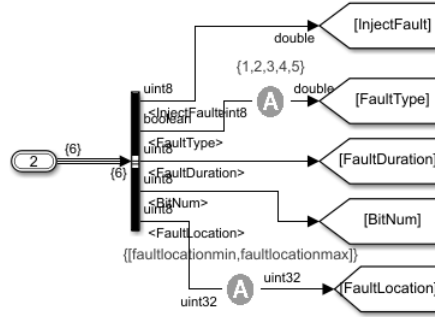 [InjectFault]
double
{1,2,3,4,5}
uint8
double
<InjectFault>
uint8
A
[FaultType]
boolean
<FaultType>
{6}
2
uint8
[FaultDuration]
{6}
<FaultDuration>
uint8
<BitNum>
[BitNum]
uint8
<FaultLocation>
{[faultlocationmin,faultlocationmax]}
uint32
A
[FaultLocation]
uint32